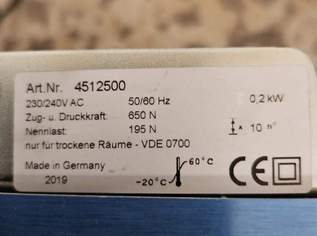 Art.Nr. 4512500
230/240V AC 50/60 Hz 0,2 kW
Zug- u. Druckkraft: 650 N
Nennlast: 195 N x 10 n°
nur für trockene Räume - VDE 0700
Made in Germany
2019
-20°C 60°C CE